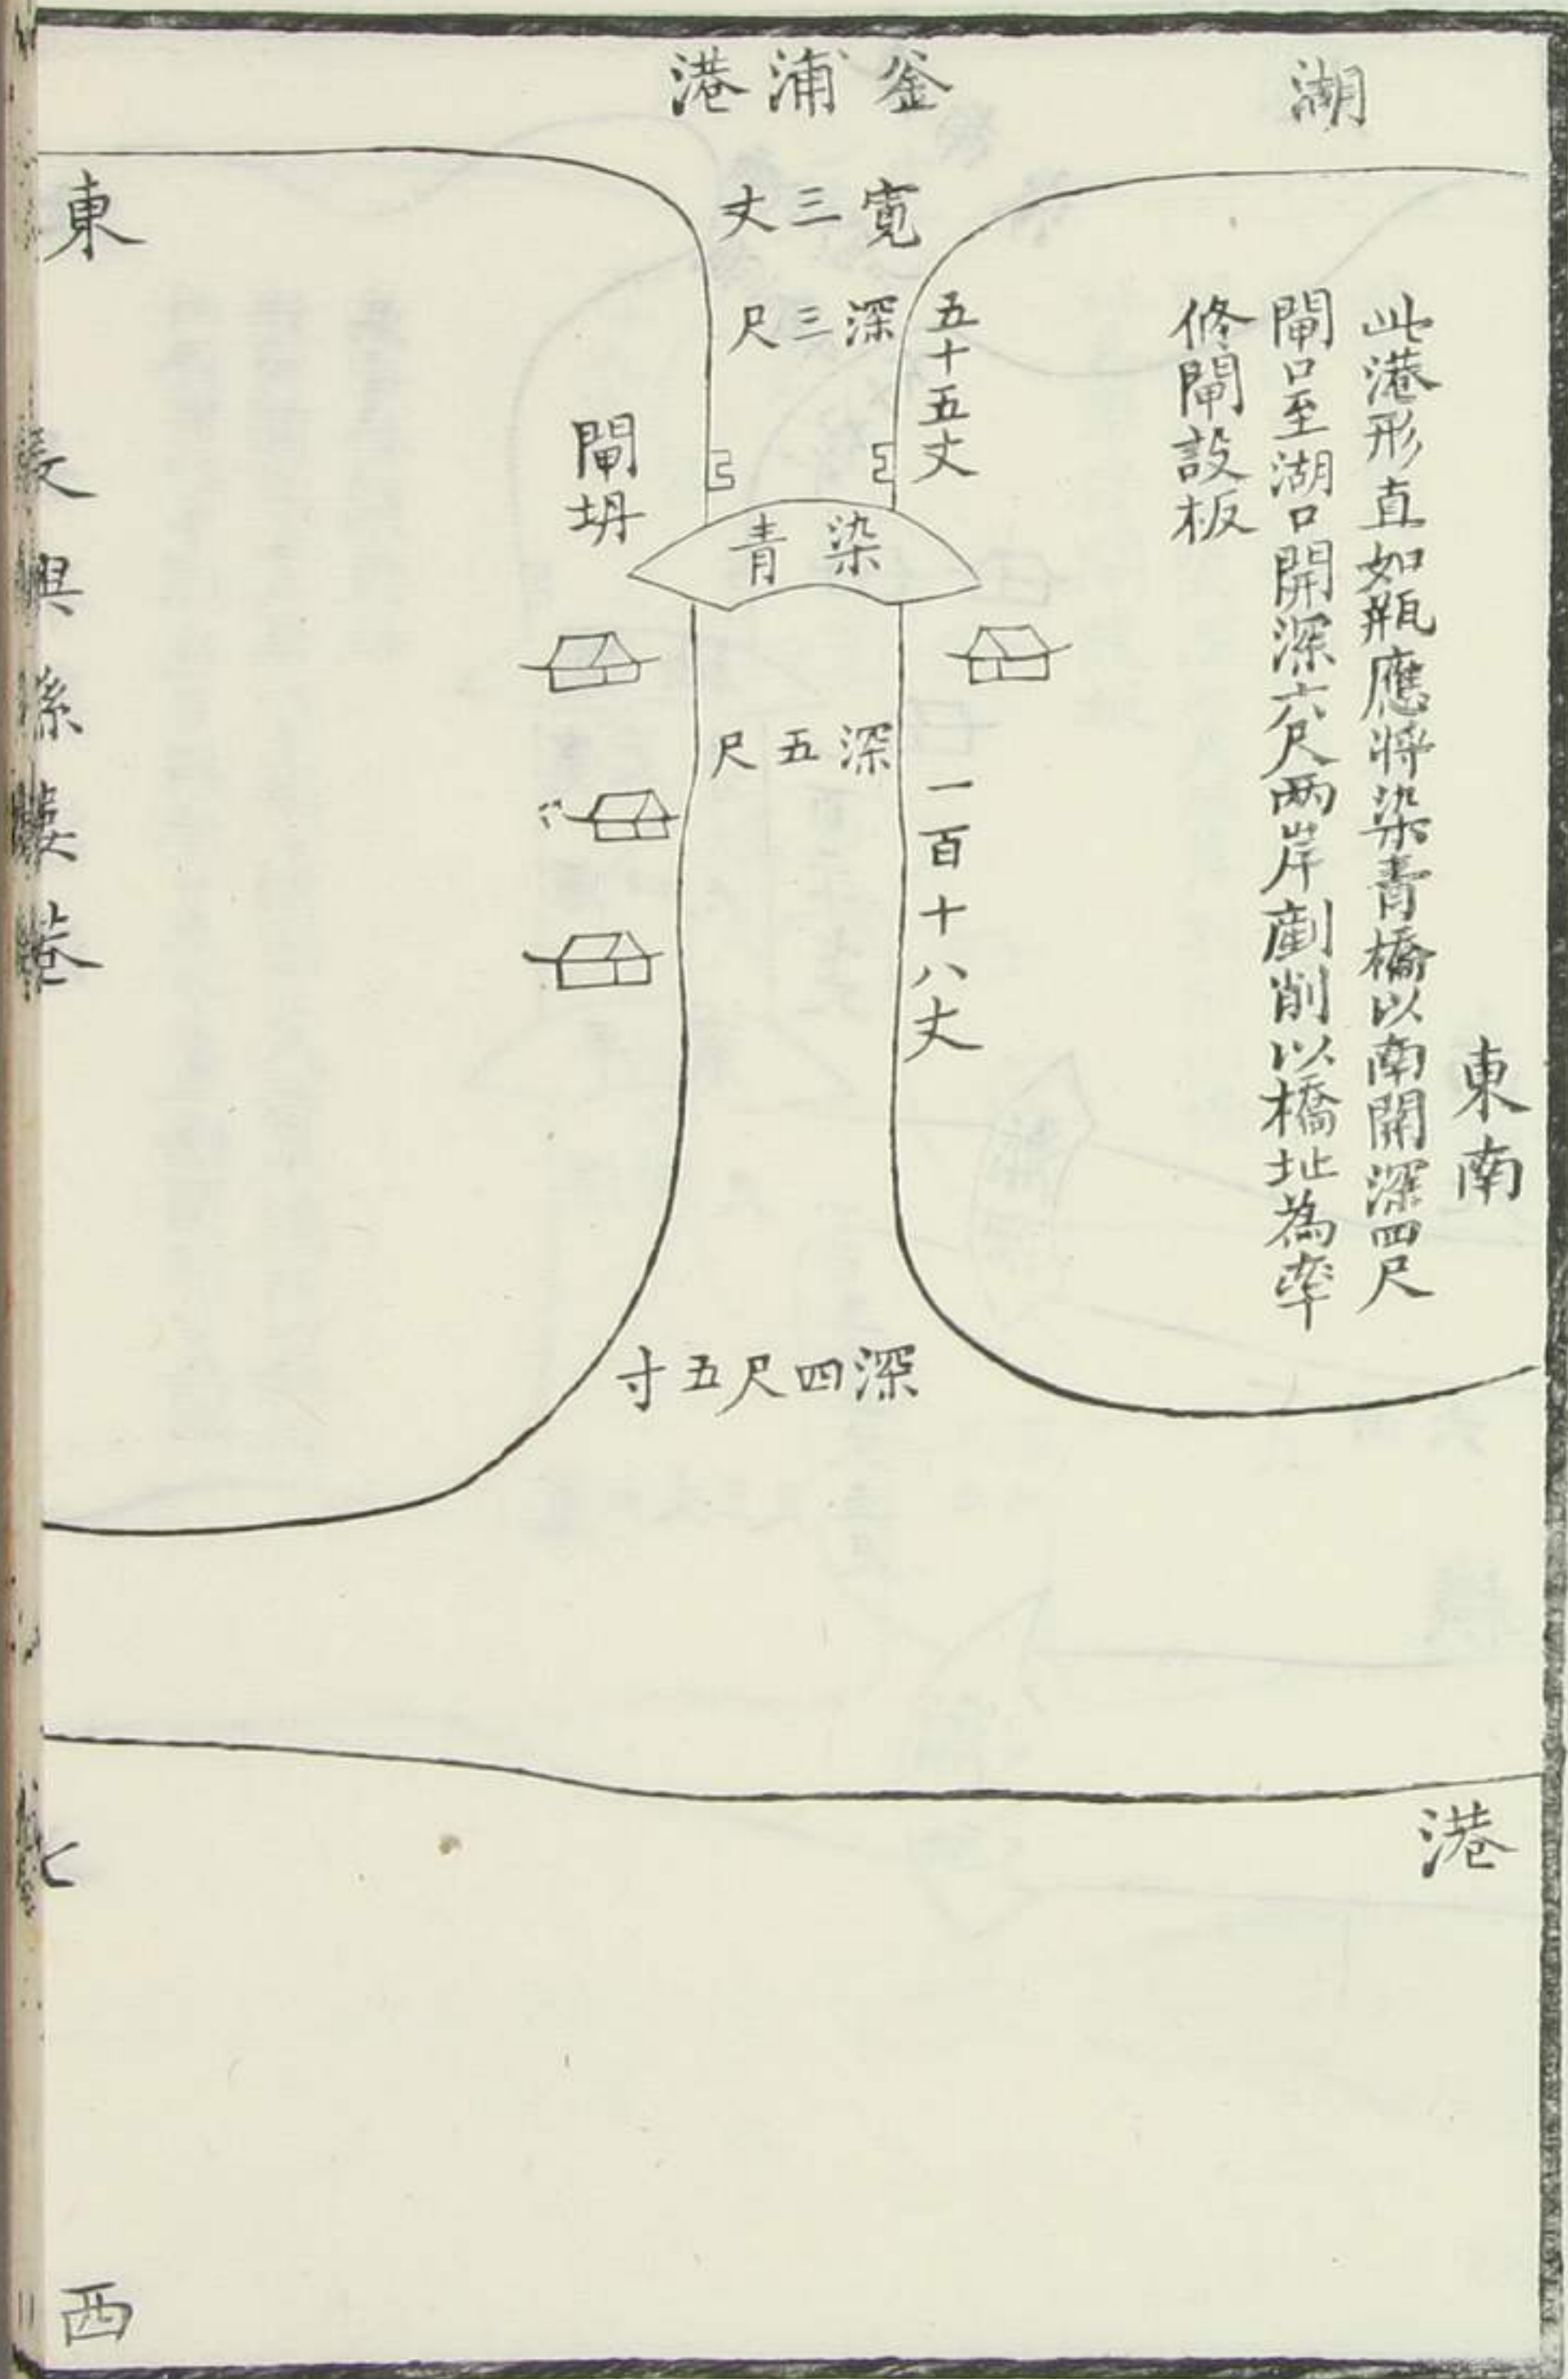 湖
釜浦港
寛三丈
深三尺
五十五丈
此港形直如瓶應將染青橋以南開深四尺
閘口至湖口開深六尺兩岸剷削以橋址為率
修閘設板
東南
閘坍
染青
深五尺
一百十八丈
深四尺五寸
港
東
西